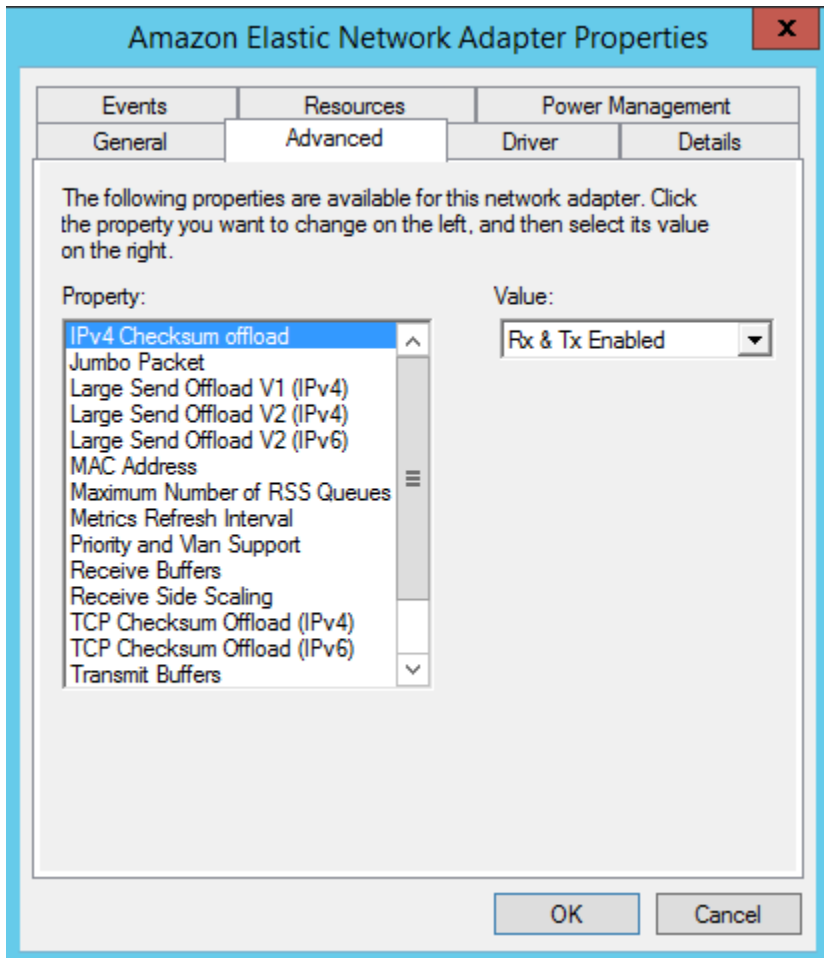 Amazon Elastic Network Adapter Properties
x
Events Resources Power Management
General Advanced Driver Details
The following properties are available for this network adapter. Click
the property you want to change on the left, and then select its value
on the right.
Property:
Value:
IPv4 Checksum offload
Jumbo Packet
Large Send Offload V1 (IPv4)
Large Send Offload V2 (IPv4)
Large Send Offload V2 (IPv6)
MAC Address
Maximum Number of RSS Queues
Metrics Refresh Interval
Priority and Vlan Support
Receive Buffers
Receive Side Scaling
TCP Checksum Offload (IPv4)
TCP Checksum Offload (IPv6)
Transmit Buffers
Rx & Tx Enabled
OK Cancel